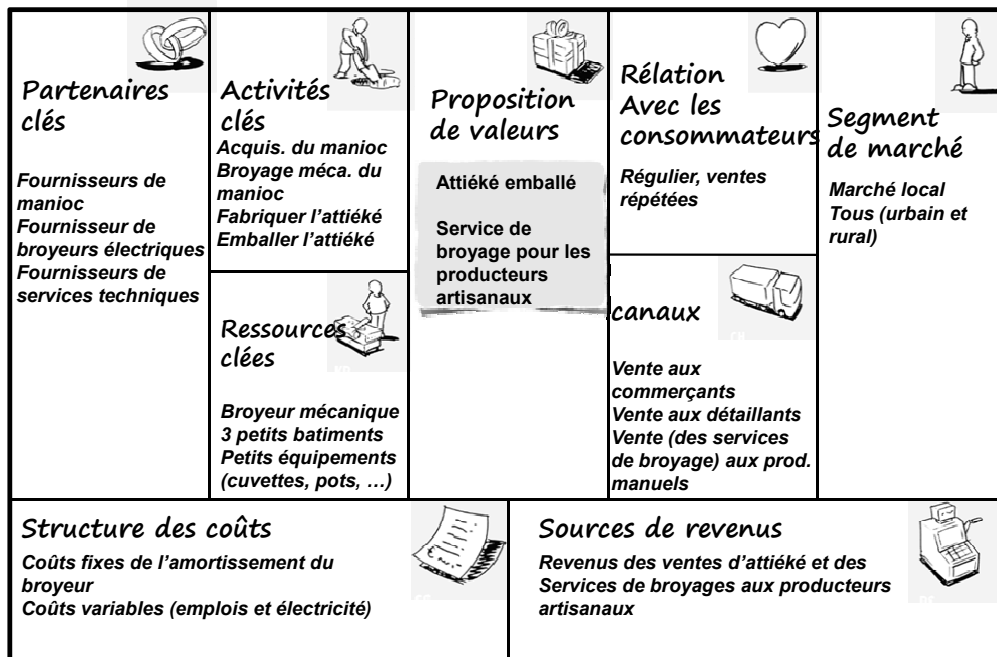 Partenaires
clés
Fournisseurs de
manioc
Fournisseur de
broyeurs électriques
Fournisseurs de
services techniques
Activités
clés
Acquis. du manioc
Broyage méca. du
manioc
Fabriquer l’attiéké
Emballer l’attiéké
Ressources
clées
Broyeur mécanique
3 petits batiments
Petits équipements
(cuvettes, pots, …)
Proposition
de valeurs
Attiéké emballé
Service de
broyage pour les
producteurs
artisanaux
Rélation
Avec les
consommateurs
Régulier, ventes
répétées
canaux
CH
Vente aux
commerçants
Vente aux détaillants
Vente (des services
de broyage) aux prod.
manuels
Segment
de marché
Marché local
Tous (urbain et
rural)
Structure des coûts
Coûts fixes de l’amortissement du
broyeur
Coûts variables (emplois et électricité)
Sources de revenus
Revenus des ventes d’attiéké et des
Services de broyages aux producteurs
artisanaux
RS